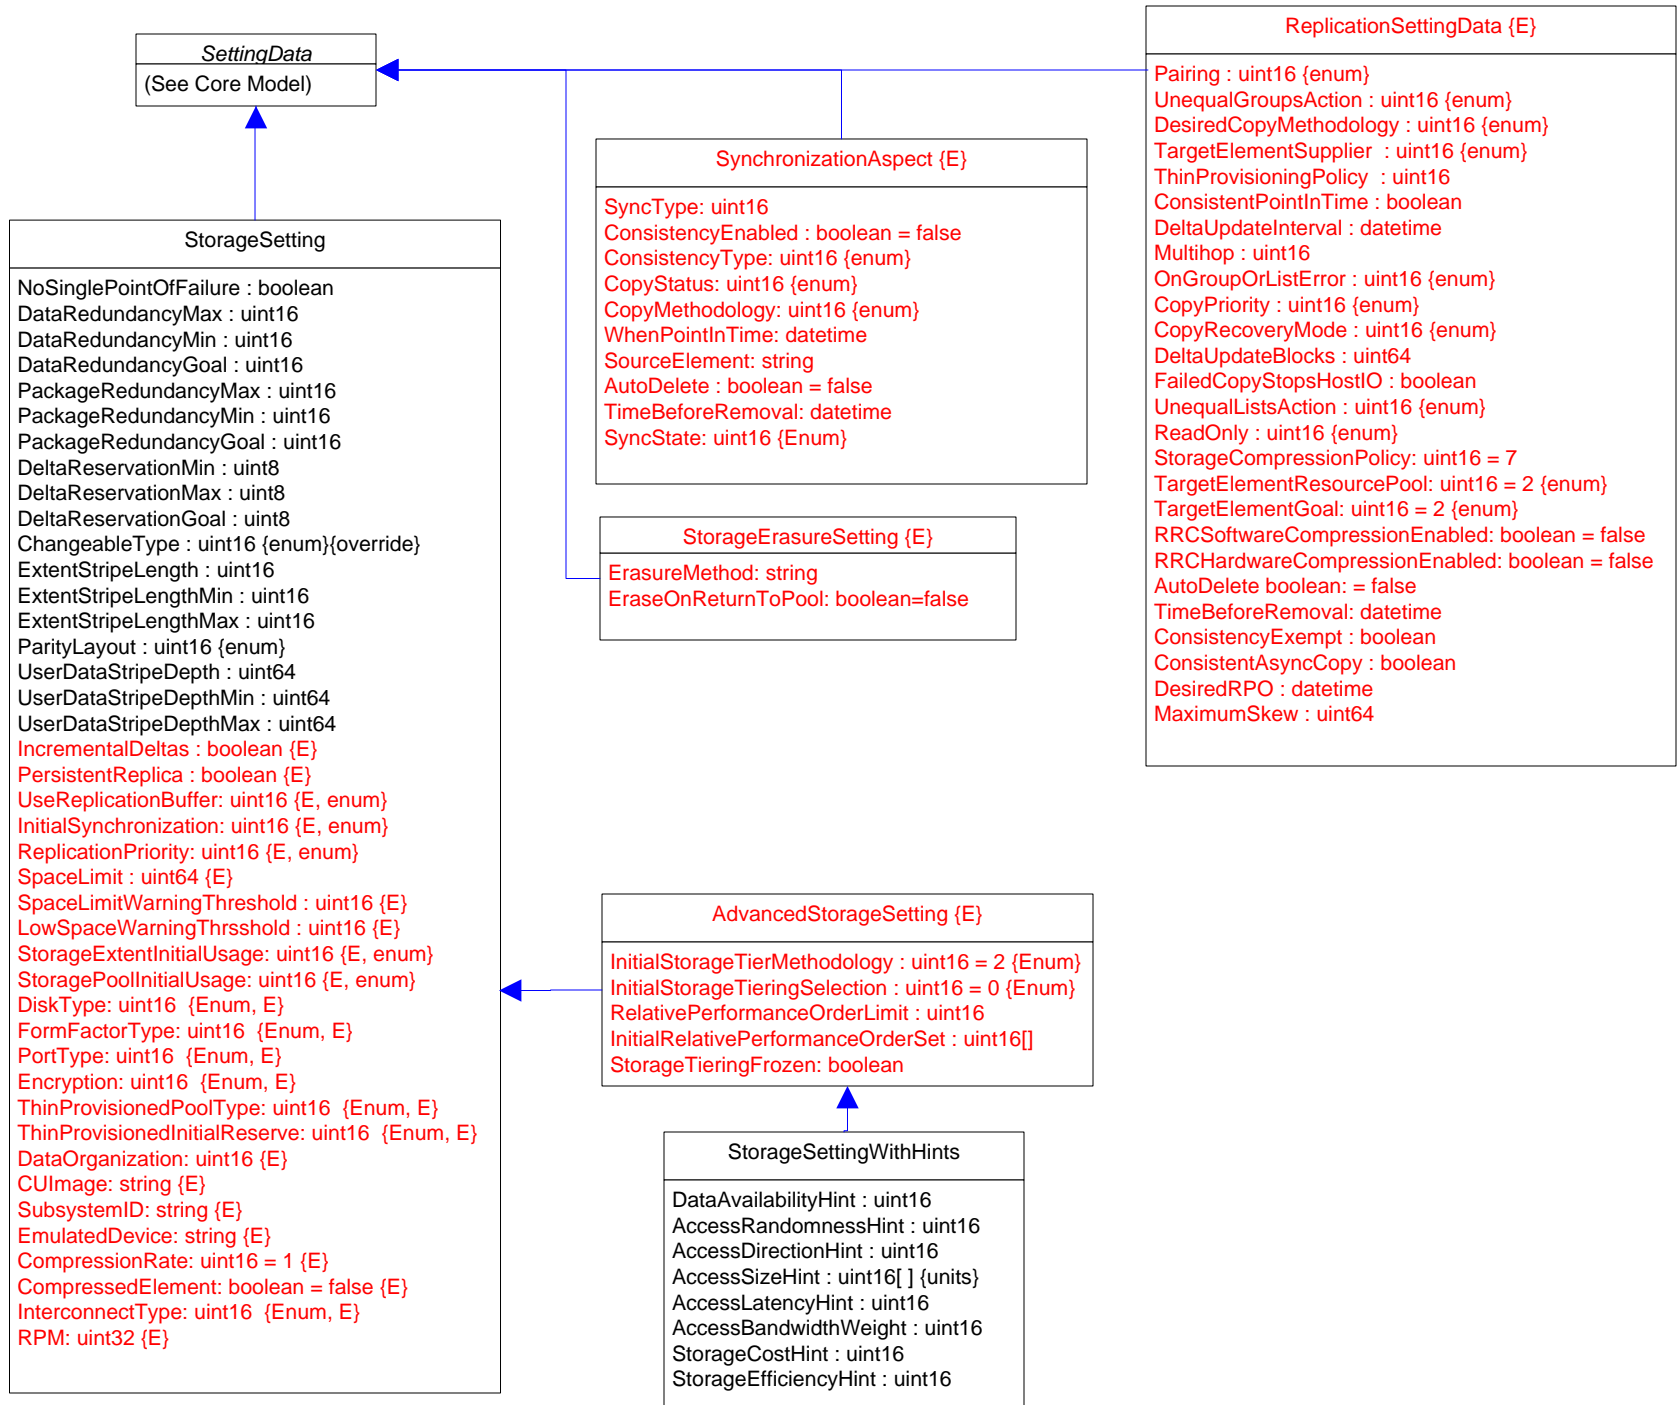 SettingData
(See Core Model)
ReplicationSettingData {E}
Pairing : uint16 {enum}
UnequalGroupsAction : uint16 {enum}
DesiredCopyMethodology : uint16 {enum}
TargetElementSupplier  : uint16 {enum}
ThinProvisioningPolicy  : uint16
ConsistentPointInTime : boolean
DeltaUpdateInterval : datetime
Multihop : uint16
OnGroupOrListError : uint16 {enum}
CopyPriority : uint16 {enum}
CopyRecoveryMode : uint16 {enum}
DeltaUpdateBlocks : uint64
FailedCopyStopsHostIO : boolean
UnequalListsAction : uint16 {enum}
ReadOnly : uint16 {enum}
StorageCompressionPolicy: uint16 = 7
TargetElementResourcePool: uint16 = 2 {enum}
TargetElementGoal: uint16 = 2 {enum}
RRCSoftwareCompressionEnabled: boolean = false
RRCHardwareCompressionEnabled: boolean = false
AutoDelete boolean: = false
TimeBeforeRemoval: datetime
ConsistencyExempt : boolean
ConsistentAsyncCopy : boolean
DesiredRPO : datetime
MaximumSkew : uint64
SynchronizationAspect {E}
SyncType: uint16
ConsistencyEnabled : boolean = false
ConsistencyType: uint16 {enum}
CopyStatus: uint16 {enum}
CopyMethodology: uint16 {enum}
WhenPointInTime: datetime
SourceElement: string
AutoDelete : boolean = false
TimeBeforeRemoval: datetime
SyncState: uint16 {Enum}
StorageErasureSetting {E}
ErasureMethod: string
EraseOnReturnToPool: boolean=false
StorageSetting
NoSinglePointOfFailure : boolean
DataRedundancyMax : uint16
DataRedundancyMin : uint16
DataRedundancyGoal : uint16
PackageRedundancyMax : uint16
PackageRedundancyMin : uint16
PackageRedundancyGoal : uint16
DeltaReservationMin : uint8
DeltaReservationMax : uint8
DeltaReservationGoal : uint8
ChangeableType : uint16 {enum}{override}
ExtentStripeLength : uint16
ExtentStripeLengthMin : uint16
ExtentStripeLengthMax : uint16
ParityLayout : uint16 {enum}
UserDataStripeDepth : uint64
UserDataStripeDepthMin : uint64
UserDataStripeDepthMax : uint64
IncrementalDeltas : boolean {E}
PersistentReplica : boolean {E}
UseReplicationBuffer: uint16 {E, enum}
InitialSynchronization: uint16 {E, enum}
ReplicationPriority: uint16 {E, enum}
SpaceLimit : uint64 {E}
SpaceLimitWarningThreshold : uint16 {E}
LowSpaceWarningThrsshold : uint16 {E}
StorageExtentInitialUsage: uint16 {E, enum}
StoragePoolInitialUsage: uint16 {E, enum}
DiskType: uint16  {Enum, E}
FormFactorType: uint16  {Enum, E}
PortType: uint16  {Enum, E}
Encryption: uint16  {Enum, E}
ThinProvisionedPoolType: uint16  {Enum, E}
ThinProvisionedInitialReserve: uint16  {Enum, E}
DataOrganization: uint16 {E}
CUImage: string {E}
SubsystemID: string {E}
EmulatedDevice: string {E}
CompressionRate: uint16 = 1 {E}
CompressedElement: boolean = false {E}
InterconnectType: uint16  {Enum, E}
RPM: uint32 {E}
AdvancedStorageSetting {E}
InitialStorageTierMethodology : uint16 = 2 {Enum}
InitialStorageTieringSelection : uint16 = 0 {Enum}
RelativePerformanceOrderLimit : uint16
InitialRelativePerformanceOrderSet : uint16[]
StorageTieringFrozen: boolean
StorageSettingWithHints
DataAvailabilityHint : uint16
AccessRandomnessHint : uint16
AccessDirectionHint : uint16
AccessSizeHint : uint16[ ] {units}
AccessLatencyHint : uint16
AccessBandwidthWeight : uint16
StorageCostHint : uint16
StorageEfficiencyHint : uint16